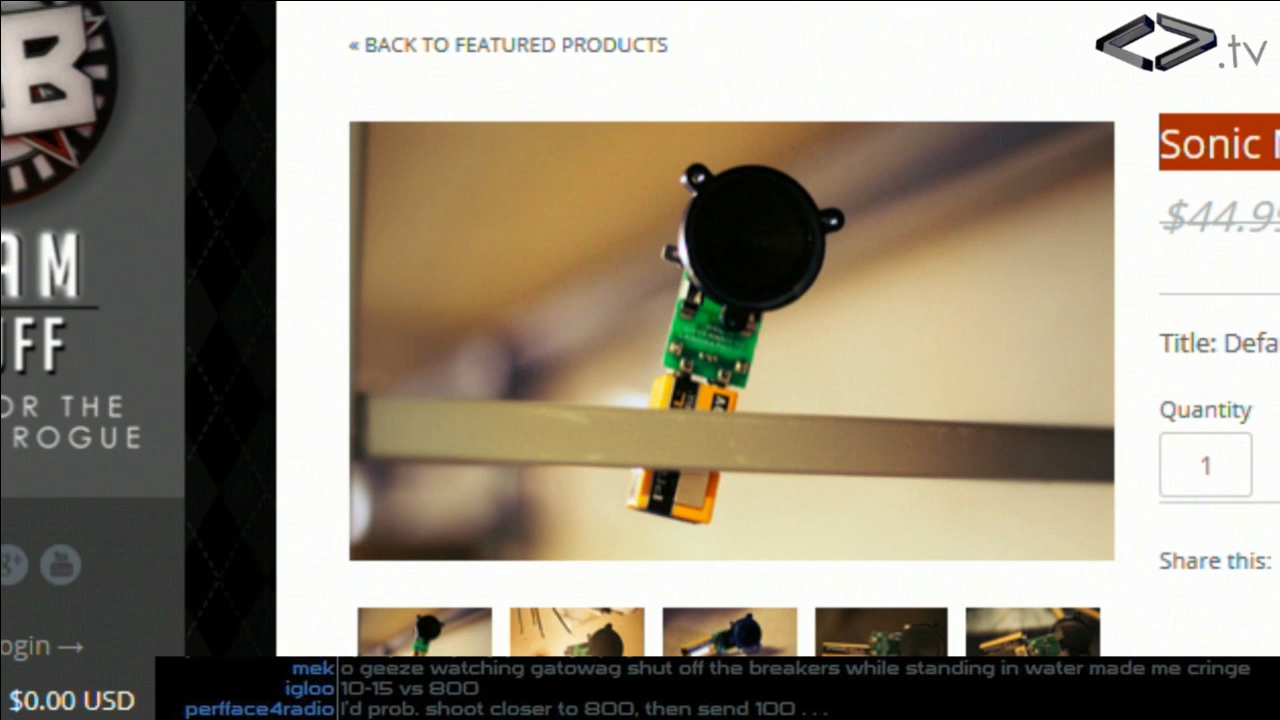 « BACK TO FEATURED PRODUCTS
.tv
B
AM
FF
OR THE
ROGUE
Sonic
$44.9
Title: Defa
Quantity
1
Share this:
g+
You
ogin →
$0.00 USD
mek o geeze watching gatowag shut off the breakers while standing in water made me cringe
igloo 10-15 vs 800
perfface4radio I'd prob. shoot closer to 800, then send 100 . . .